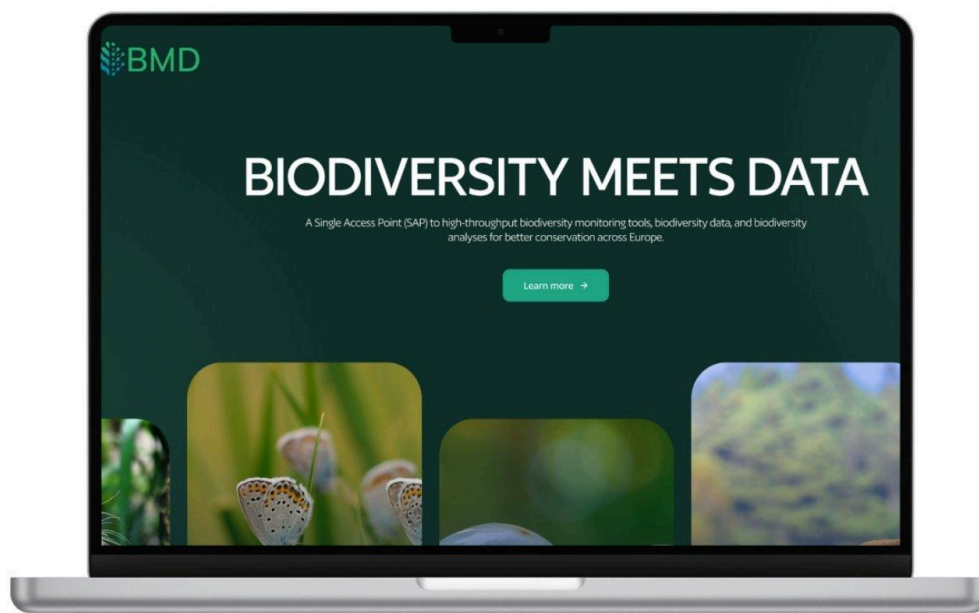 BMD
BIODIVERSITY MEETS DATA
A Single Access Point (SAP) to high-throughput biodiversity monitoring tools, biodiversity data, and biodiversity
analyses for better conservation across Europe.
Learn more →